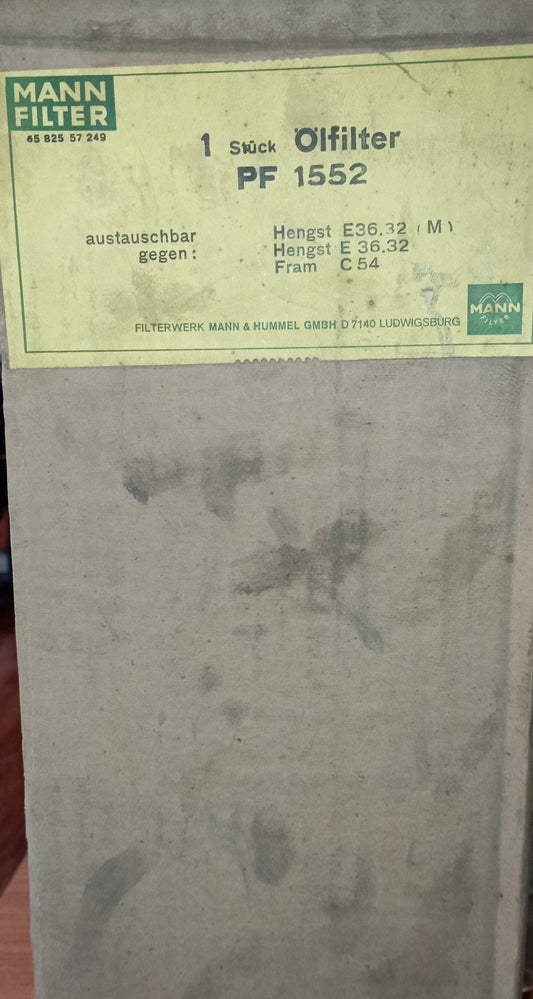 MANN
FILTER
65 825 57 249
1 Stück Ölfilter
PF 1552
austauschbar
gegen:
Hengst E36.32 (M)
Hengst E 36.32
Fram C 54
FILTERWERK MANN & HUMMEL GMBH D 7140 LUDWIGSBURG
MANN
FILTER